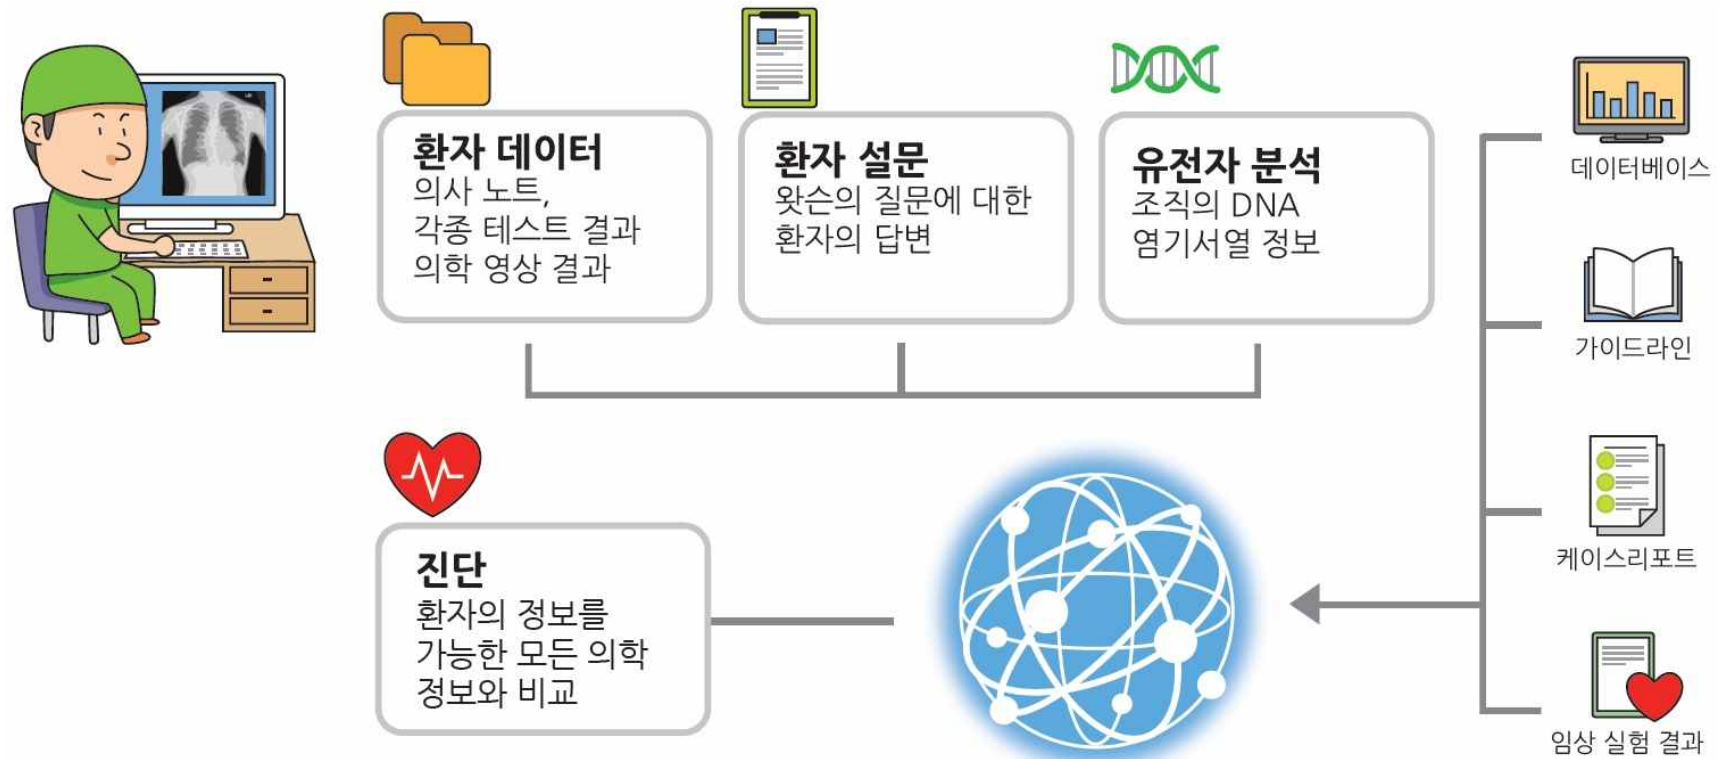 환자 데이터
의사 노트,
각종 테스트 결과
의학 영상 결과
환자 설문
왓슨의 질문에 대한
환자의 답변
유전자 분석
조직의 DNA
염기서열 정보
데이터베이스
가이드라인
케이스리포트
임상 실험 결과
진단
환자의 정보를
가능한 모든 의학
정보와 비교